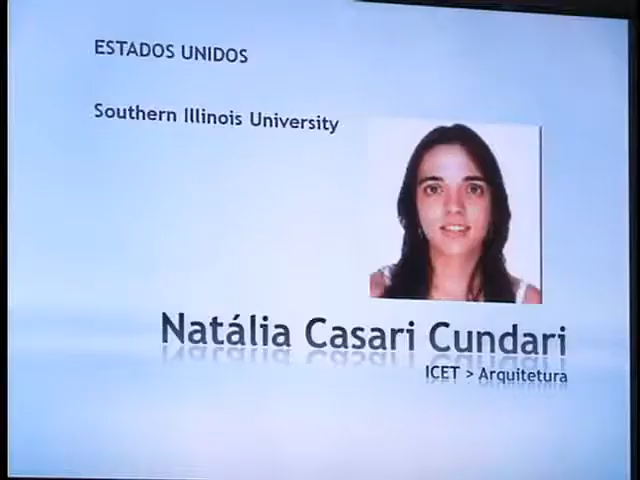 ESTADOS UNIDOS
Southern Illinois University
Natália Casari Cundari
ICET > Arquitetura